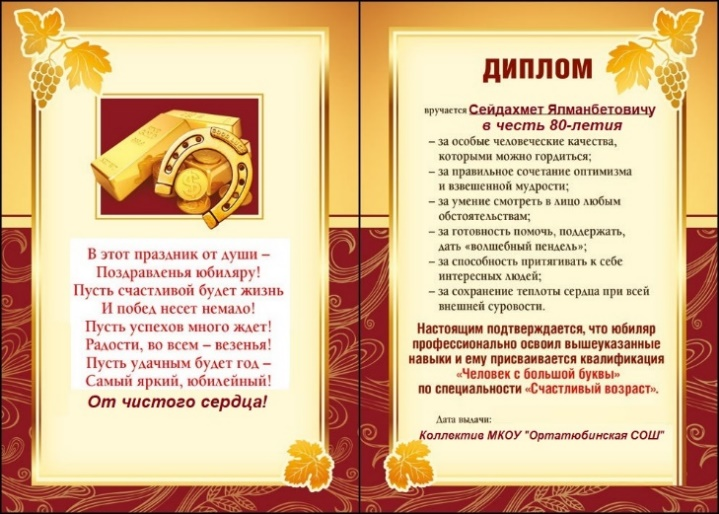 В этот праздник от души –
Поздравленья юбиляру!
Пусть счастливой будет жизнь
И побед несет немало!
Пусть успехов много ждет!
Радости, во всем – везенья!
Пусть удачным будет год –
Самый яркий, юбилейный!
От чистого сердца!
ДИПЛОМ
вручается Сейдахмет Ялманбетовичу
в честь 80-летия
– за особые человеческие качества,
которыми можно гордиться;
– за правильное сочетание оптимизма
и взвешенной мудрости;
– за умение смотреть в лицо любым
обстоятельствам;
– за готовность помочь, поддержать,
дать «волшебный пендель»;
– за способность притягивать к себе
интересных людей;
– за сохранение теплоты сердца при всей
внешней суровости.
Настоящим подтверждается, что юбиляр
профессионально освоил вышеуказанные
навыки и ему присваивается квалификация
«Человек с большой буквы»
по специальности «Счастливый возраст».
Дата выдачи:
Коллектив МКОУ "Ортатюбинская СОШ"